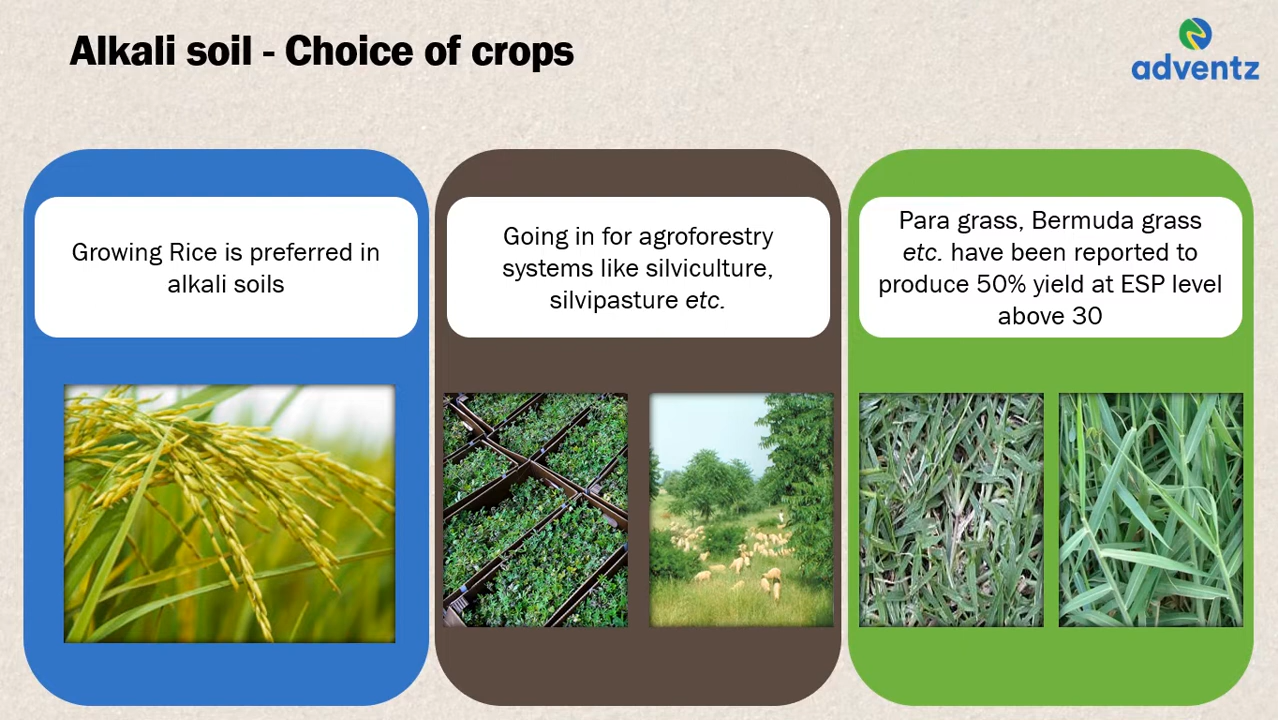 Alkali soil - Choice of crops
adventz
Growing Rice is preferred in
alkali soils
Going in for agroforestry
systems like silviculture,
silvipasture etc.
Para grass, Bermuda grass
etc. have been reported to
produce 50% yield at ESP level
above 30